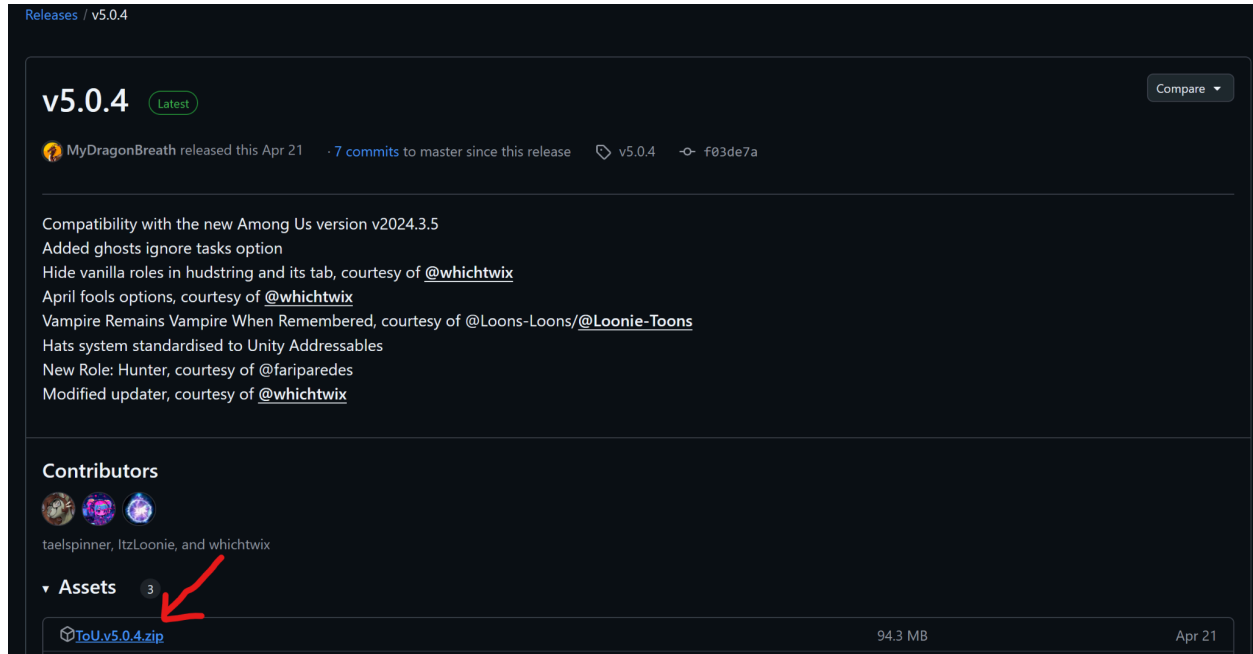 Releases / v5.0.4
v5.0.4 Latest
Compare
MyDragonBreath released this Apr 21 · 7 commits to master since this release v5.0.4 f03de7a
Compatibility with the new Among Us version v2024.3.5
Added ghosts ignore tasks option
Hide vanilla roles in hudstring and its tab, courtesy of @whichtwix
April fools options, courtesy of @whichtwix
Vampire Remains Vampire When Remembered, courtesy of @Loons-Loons/@Loonie-Toons
Hats system standardised to Unity Addressables
New Role: Hunter, courtesy of @fariparedes
Modified updater, courtesy of @whichtwix
Contributors
taelspinner, ItzLoonie, and whichtwix
Assets 3
ToU.v5.0.4.zip 94.3 MB Apr 21